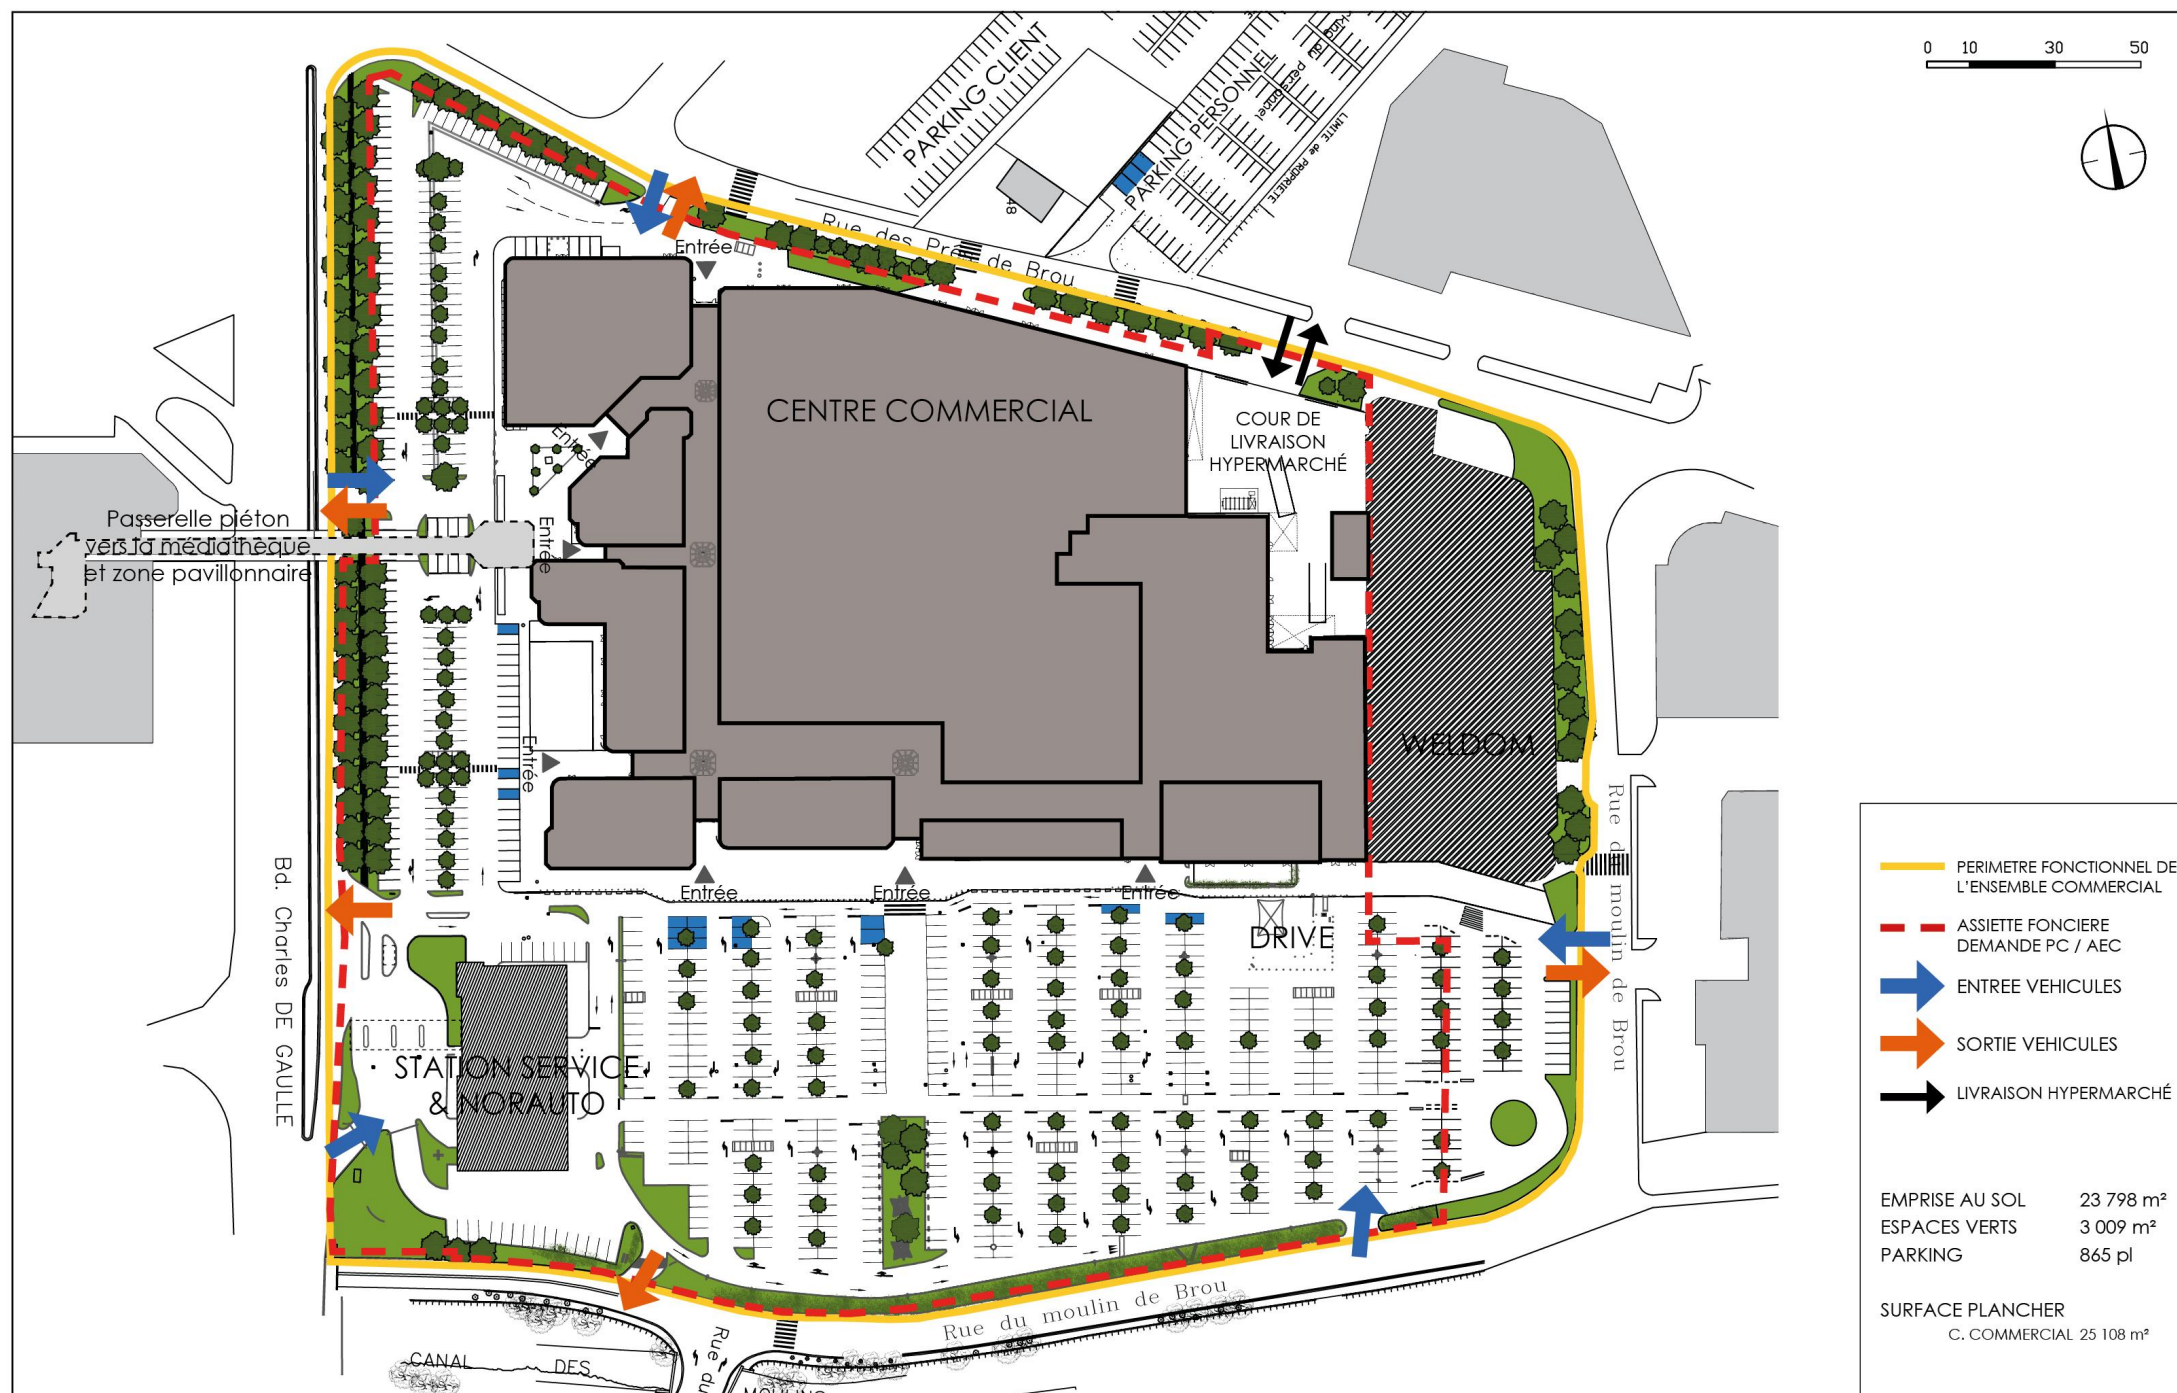 0 10 30 50
PARKING CLIENT
PARKING PERSONNEL
LIMITE de PROPRIETE
48
Rue des Prés de Brou
Entrée
CENTRE COMMERCIAL
COUR DE
LIVRAISON
HYPERMARCHÉ
Entrée
Passerelle piéton
vers la médiathèque
et zone pavillonnaire
Entrée
Entrée
WELDOM
Rue du moulin de Brou
Bd. Charles DE GAULLE
Entrée
Entrée
Entrée
DRIVE
STATION SERVICE
& NORAUTO
Rue du moulin de Brou
Rue du
CANAL DES
PERIMETRE FONCTIONNEL DE
L'ENSEMBLE COMMERCIAL
ASSIETTE FONCIERE
DEMANDE PC / AEC
ENTREE VEHICULES
SORTIE VEHICULES
LIVRAISON HYPERMARCHÉ
EMPRISE AU SOL 23 798 m²
ESPACES VERTS 3 009 m²
PARKING 865 pl
SURFACE PLANCHER
C. COMMERCIAL 25 108 m²